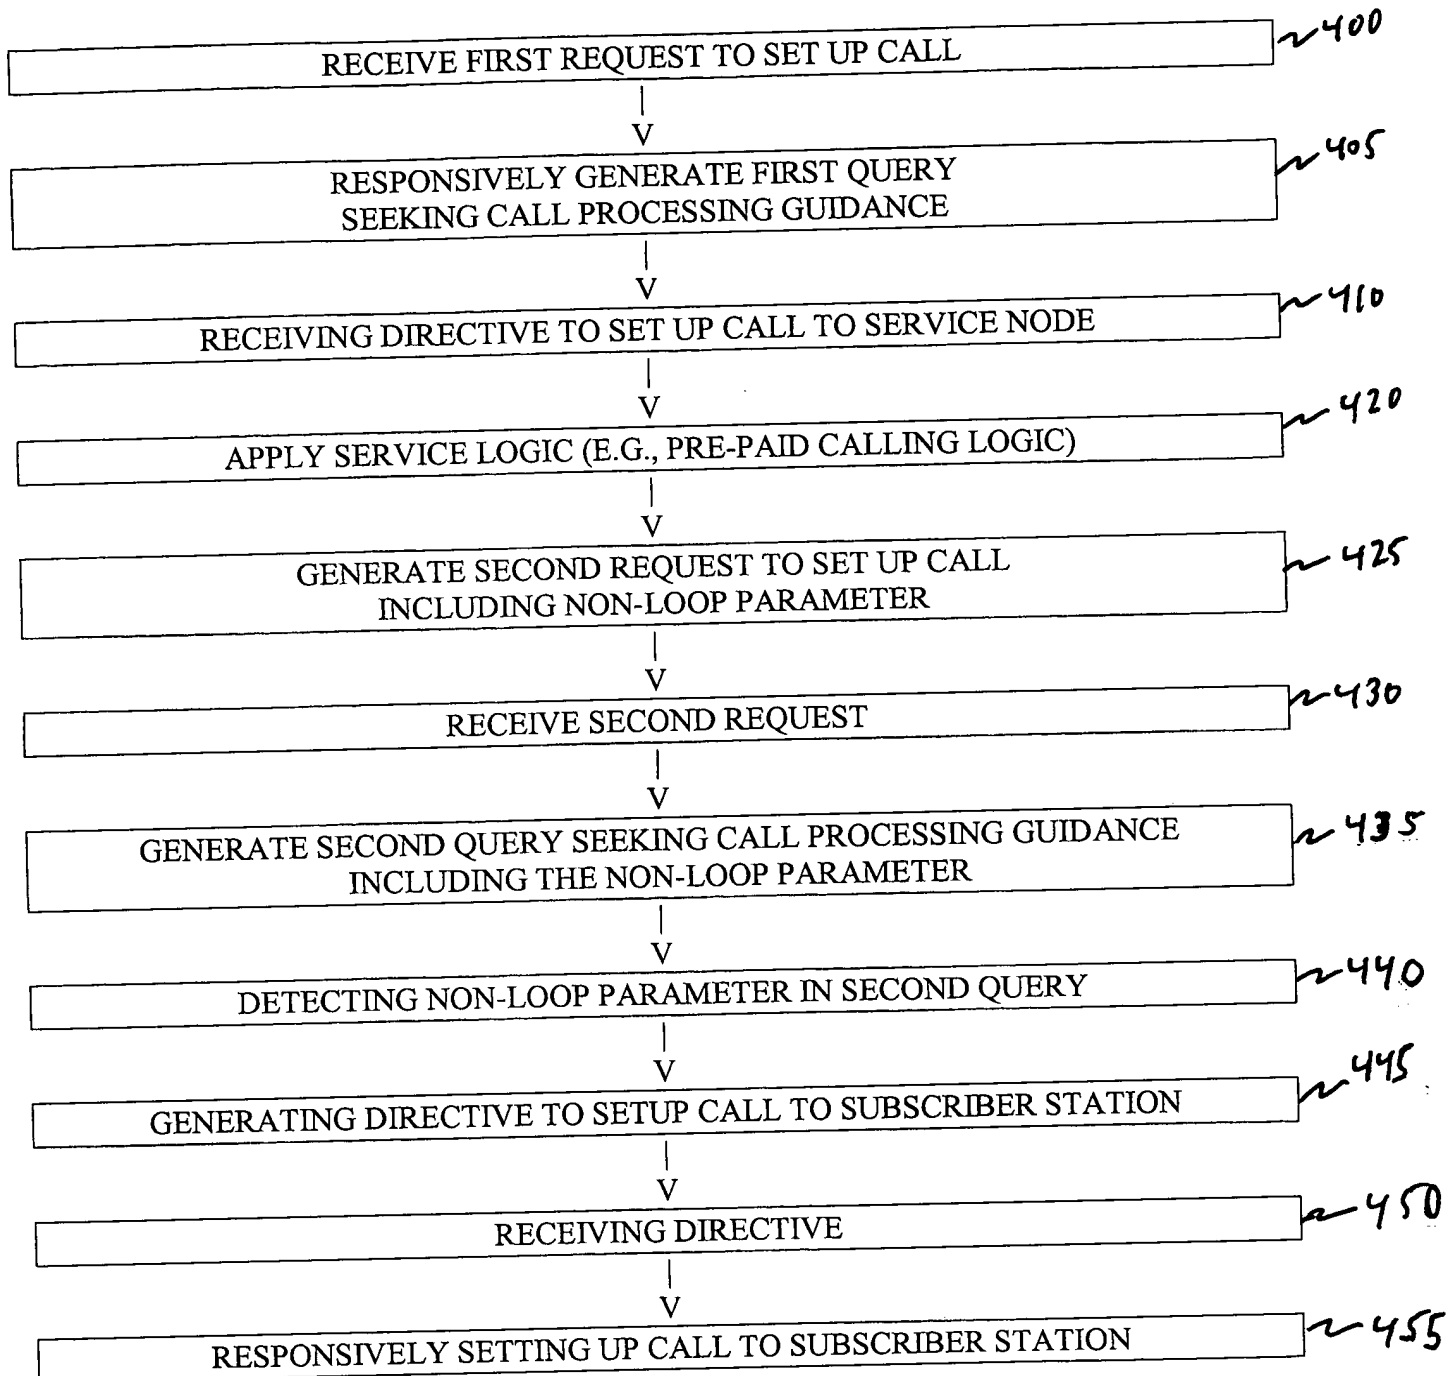 RECEIVE FIRST REQUEST TO SET UP CALL 400
V
RESPONSIVELY GENERATE FIRST QUERY 405
SEEKING CALL PROCESSING GUIDANCE
V
RECEIVING DIRECTIVE TO SET UP CALL TO SERVICE NODE 410
V
APPLY SERVICE LOGIC (E.G., PRE-PAID CALLING LOGIC) 420
V
GENERATE SECOND REQUEST TO SET UP CALL 425
INCLUDING NON-LOOP PARAMETER
V
RECEIVE SECOND REQUEST 430
V
GENERATE SECOND QUERY SEEKING CALL PROCESSING GUIDANCE 435
INCLUDING THE NON-LOOP PARAMETER
V
DETECTING NON-LOOP PARAMETER IN SECOND QUERY 440
V
GENERATING DIRECTIVE TO SETUP CALL TO SUBSCRIBER STATION 445
V
RECEIVING DIRECTIVE 450
V
RESPONSIVELY SETTING UP CALL TO SUBSCRIBER STATION 455